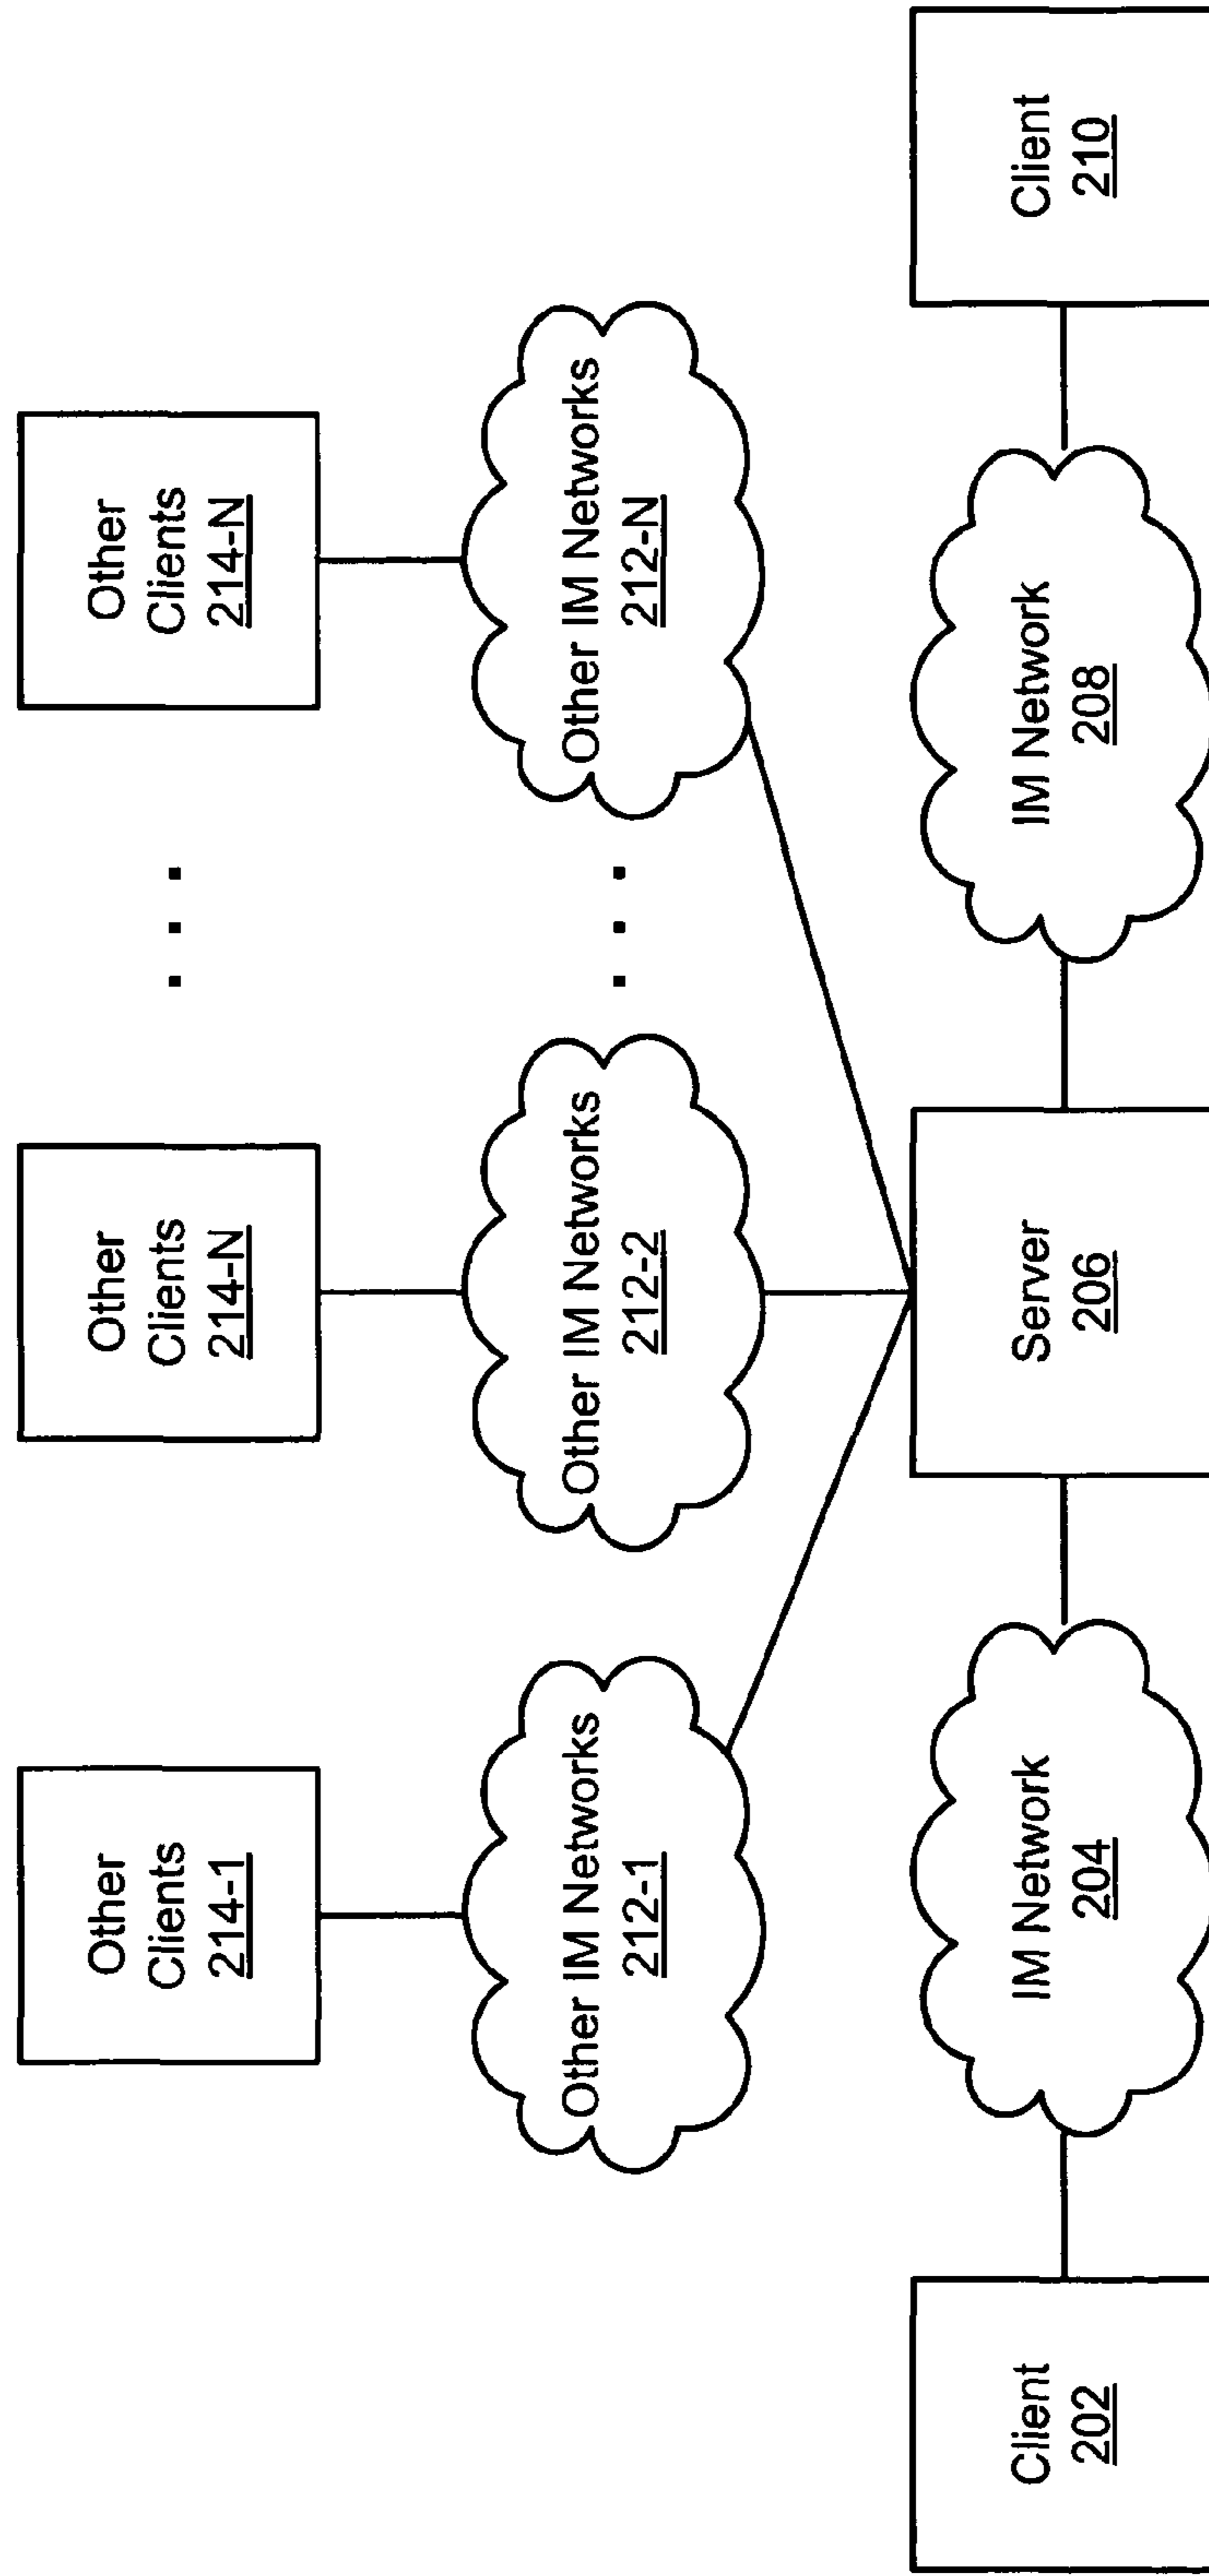 Other
Clients
214-1
Other
Clients
214-N
. . .
Other
Clients
214-N
Other IM Networks
212-1
Other IM Networks
212-2
. . .
Other IM Networks
212-N
Client
202
IM Network
204
Server
206
IM Network
208
Client
210